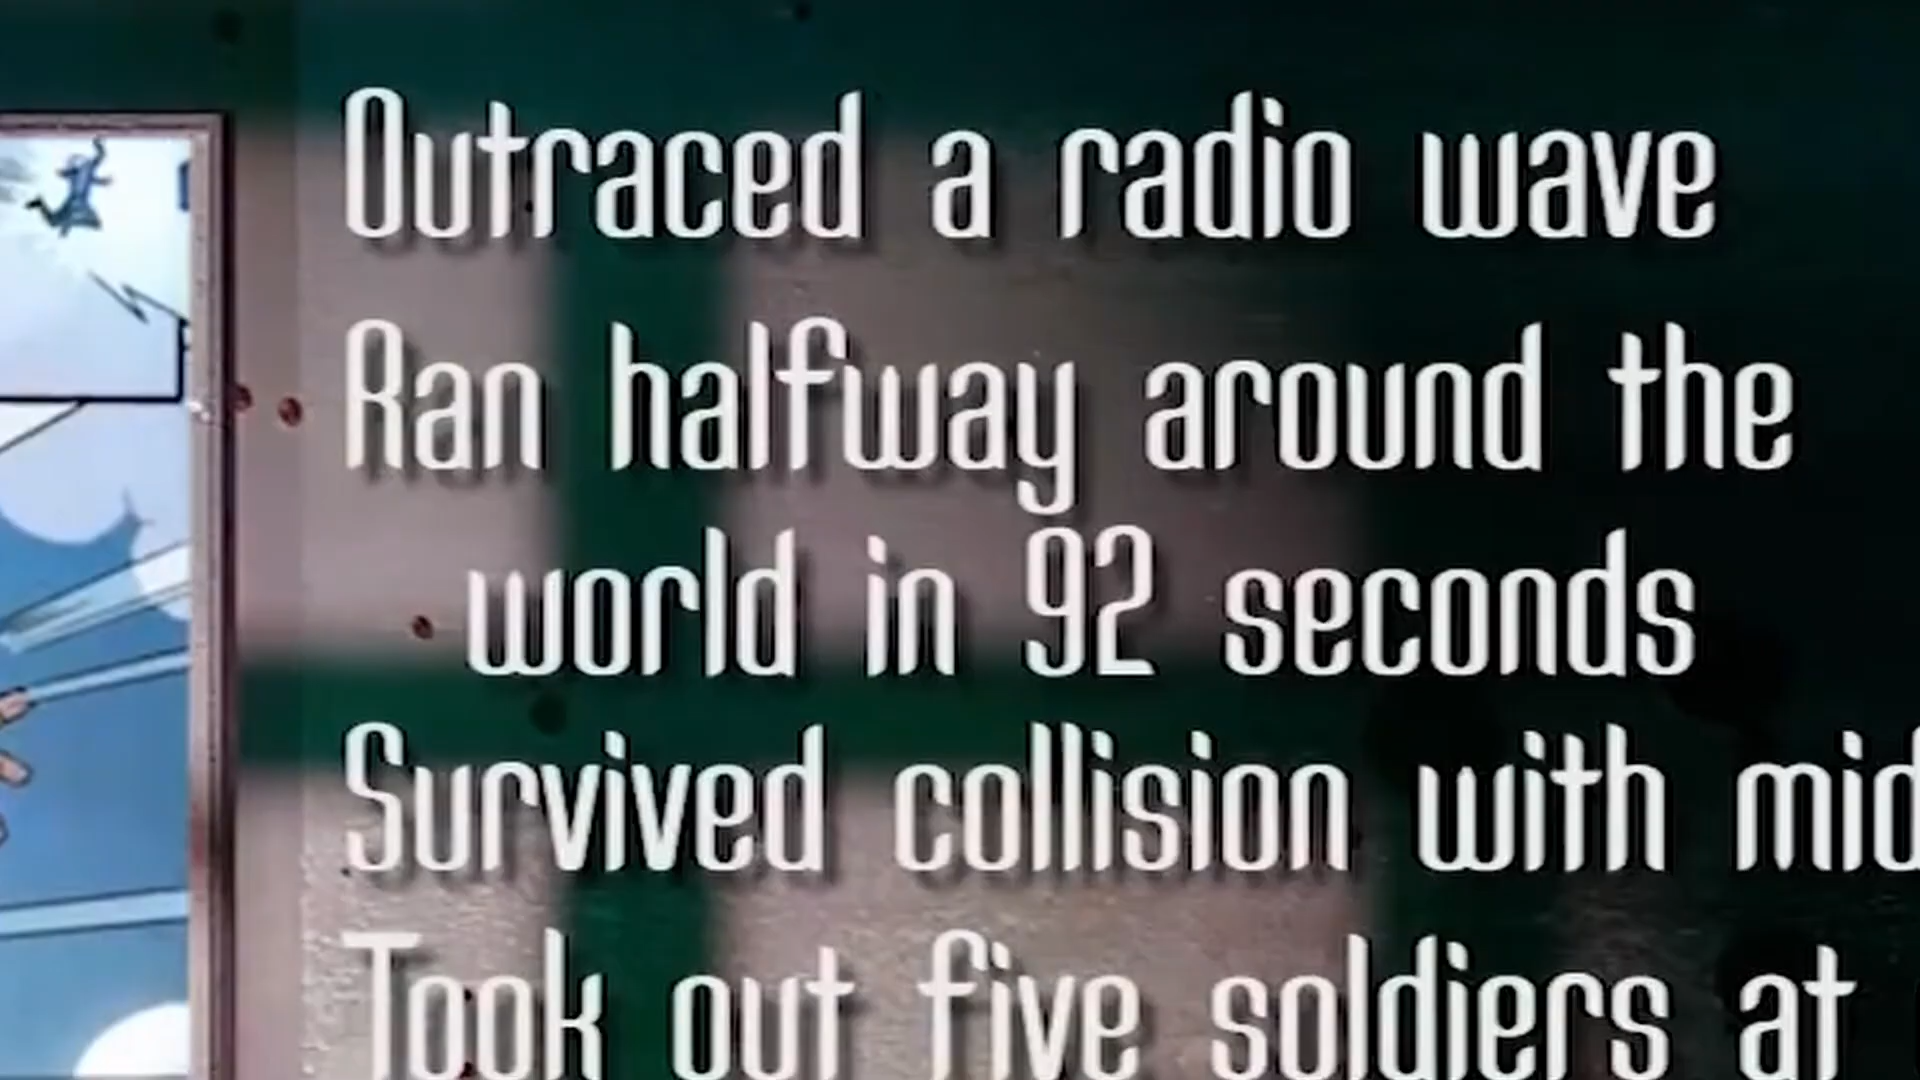 Outraced a radio wave
Ran halfway around the
world in 92 seconds
Survived collision with
Took out five soldiers at